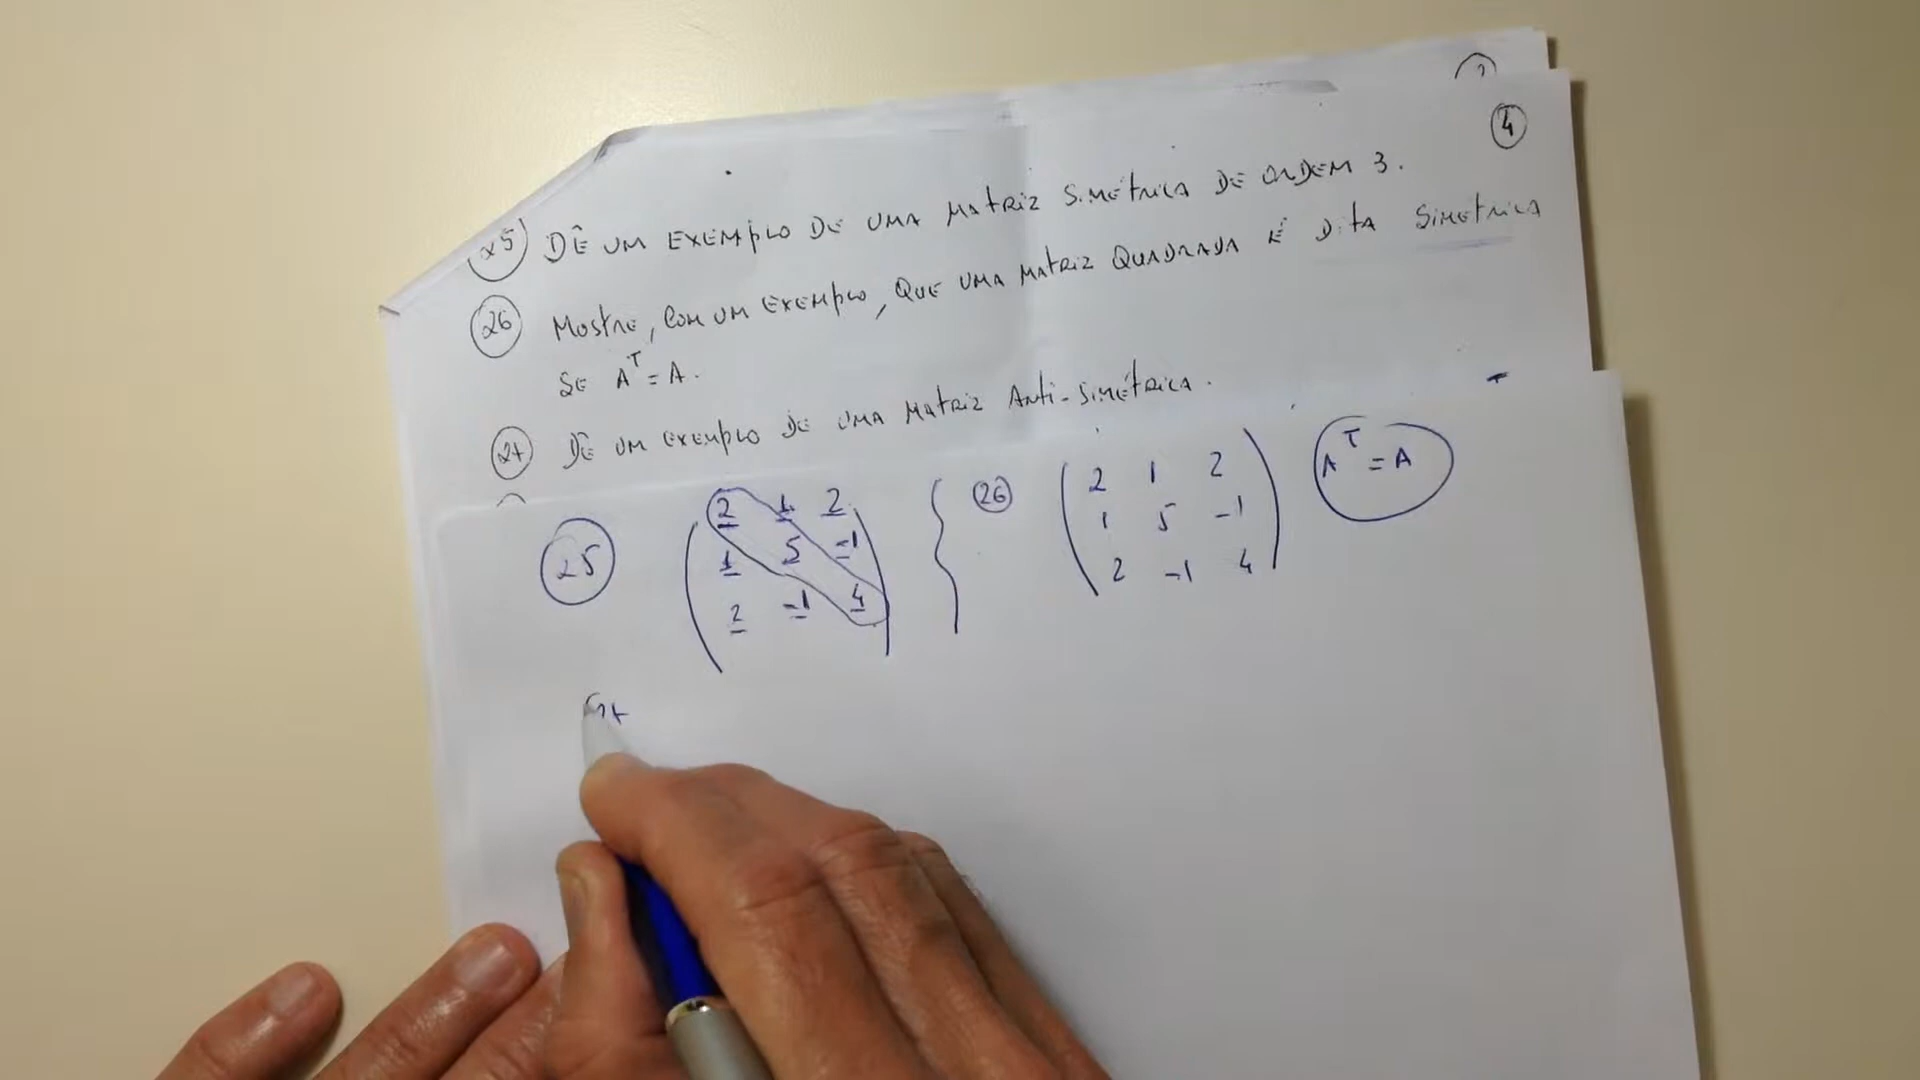 4
25 DÊ UM EXEMPLO DE UMA MATRIZ SIMÉTRICA DE ORDEM 3.
26 MOSTRE, COM UM EXEMPLO, QUE UMA MATRIZ QUADRADA É DITA SIMETRICA
SE A^T = A.
27 DÊ UM EXEMPLO DE UMA MATRIZ ANTI-SIMÉTRICA.
25
2 1 2
1 5 -1
2 -1 4
26
2 1 2
1 5 -1
2 -1 4
A^T = A
27